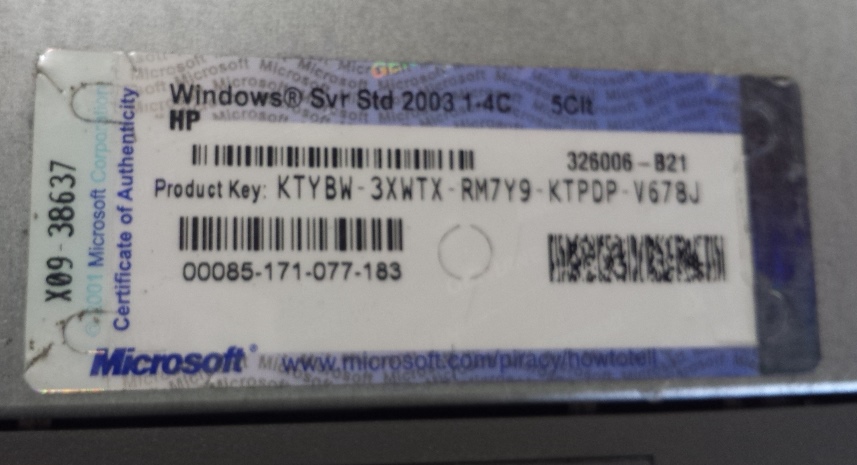 Windows® Svr Std 2003 1-4C 5Clt
HP
326006-B21
Product Key: KTYBW-3XWTX-RM7Y9-KTPDP-V678J
00085-171-077-183
Microsoft® www.microsoft.com/piracy/howtotell
X09-38637
©2001 Microsoft Corporation
Certificate of Authenticity